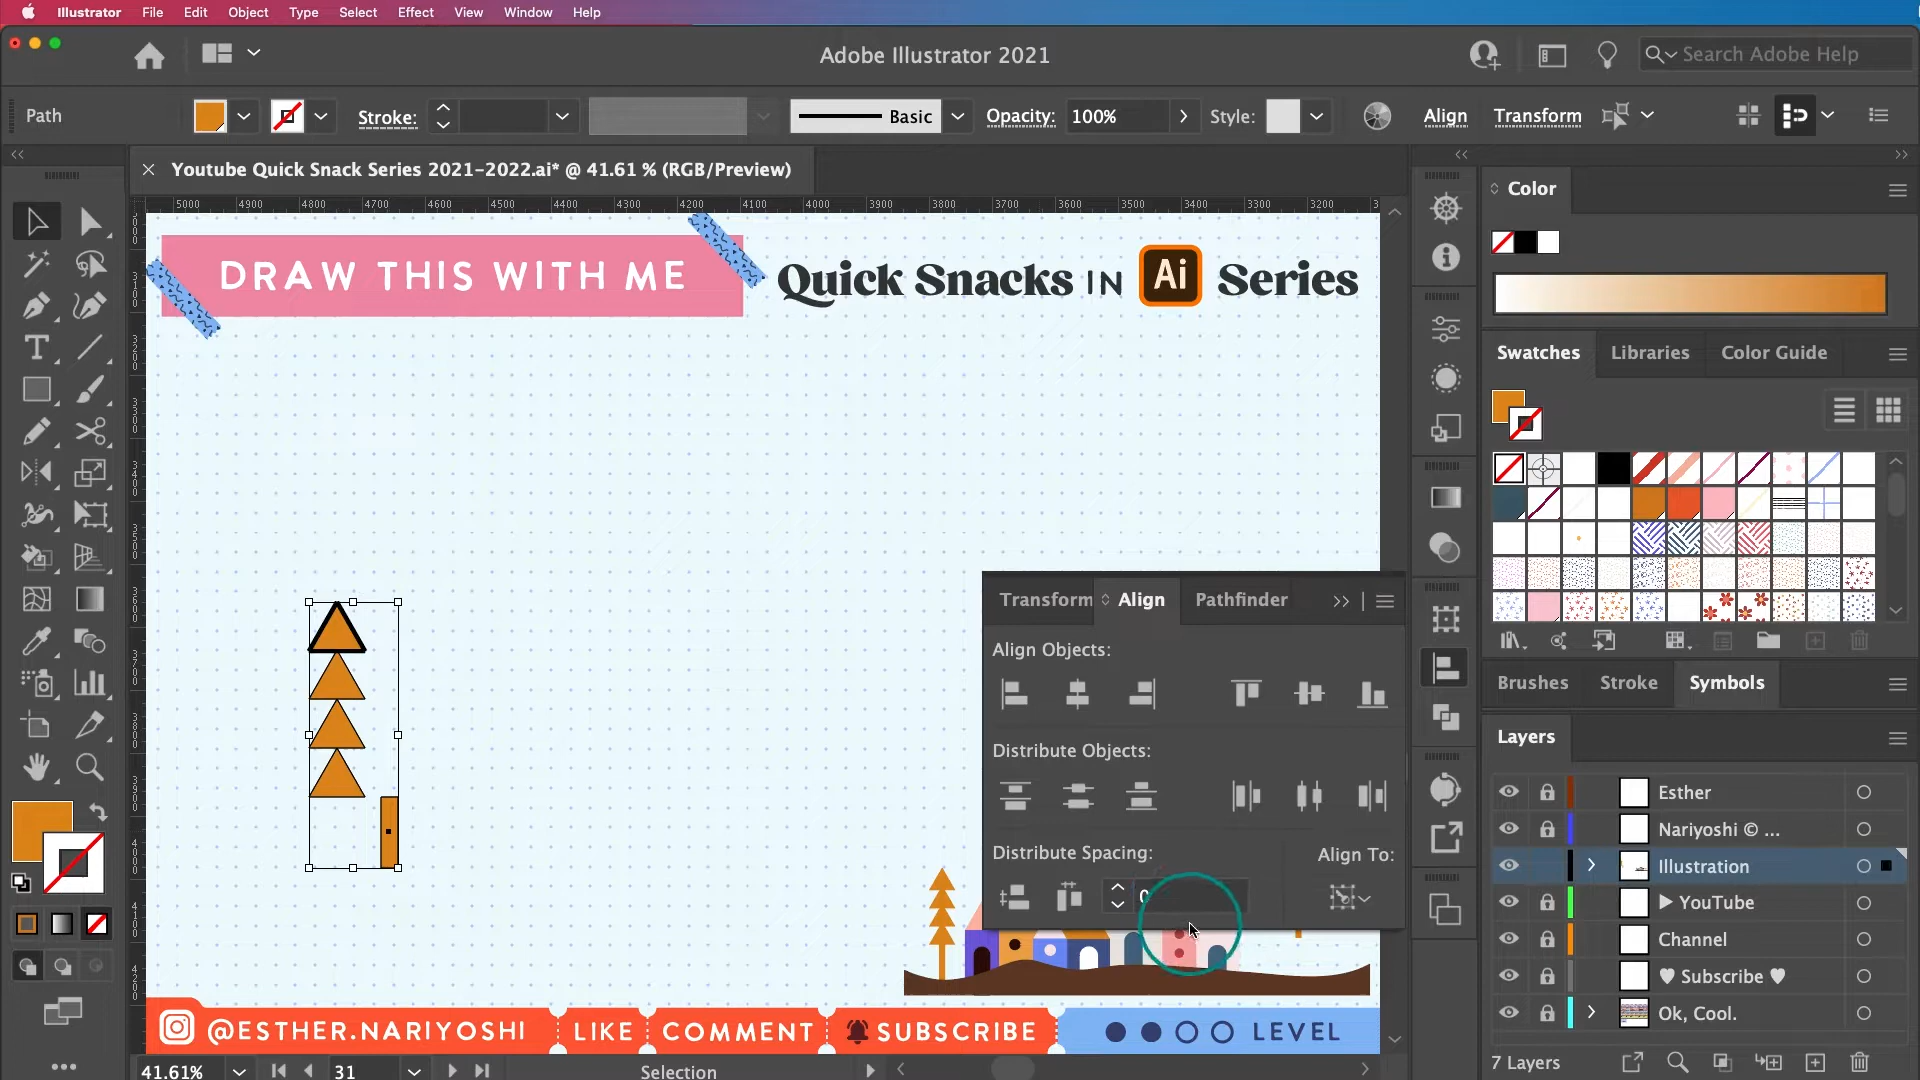 Illustrator File Edit Object Type Select Effect View Window Help
Adobe Illustrator 2021
Search Adobe Help
Path
Stroke:
Basic
Opacity:
100%
Style:
Align
Transform
Youtube Quick Snack Series 2021-2022.ai* @ 41.61 % (RGB/Preview)
5000 4900 4800 4700 4600 4500 4400 4300 4200 4100 4000 3900 3800 3700 3600 3500 3400 3300 3200
DRAW THIS WITH ME
Quick Snacks IN Ai Series
Color
Swatches
Libraries
Color Guide
Transform
Align
Pathfinder
Align Objects:
Distribute Objects:
Distribute Spacing:
Align To:
0
Brushes
Stroke
Symbols
Layers
Esther
Nariyoshi © ...
Illustration
▶ YouTube
Channel
♥ Subscribe ♥
Ok, Cool.
7 Layers
@ESTHER.NARIYOSHI
LIKE
COMMENT
SUBSCRIBE
LEVEL
41.61%
31
Selection